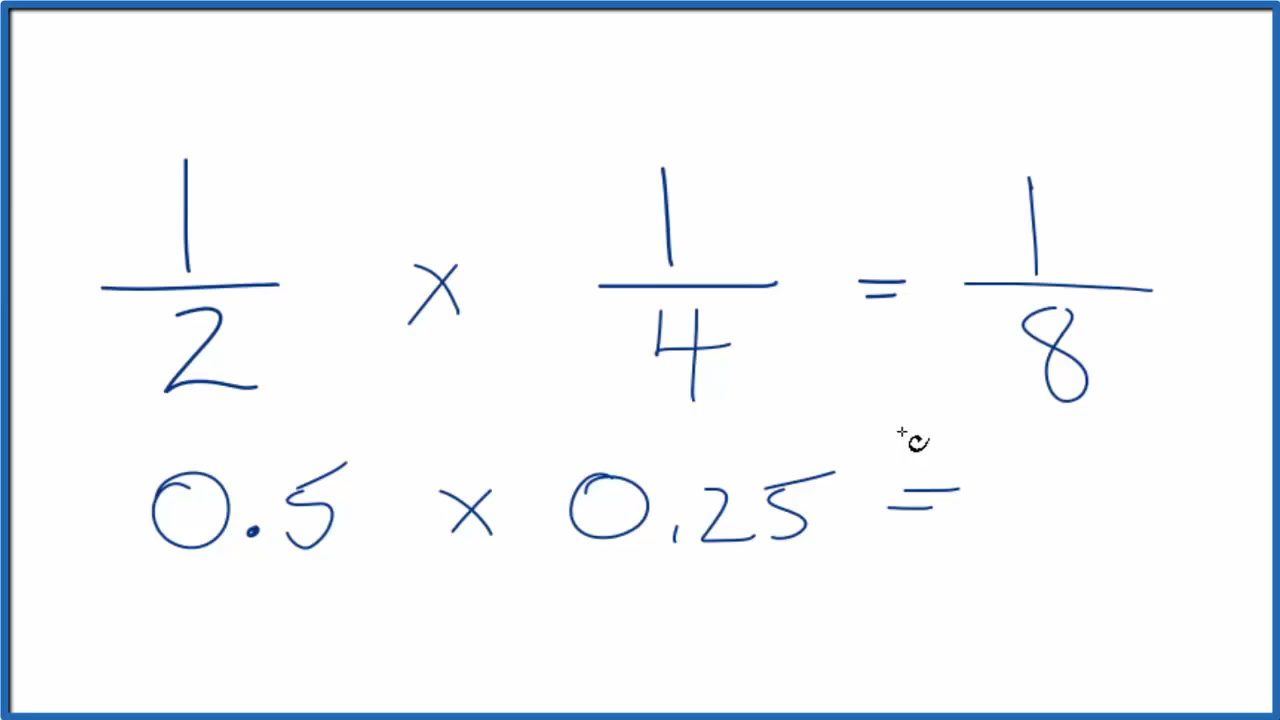 1/2 x 1/4 = 1/8
0.5 x 0.25 =